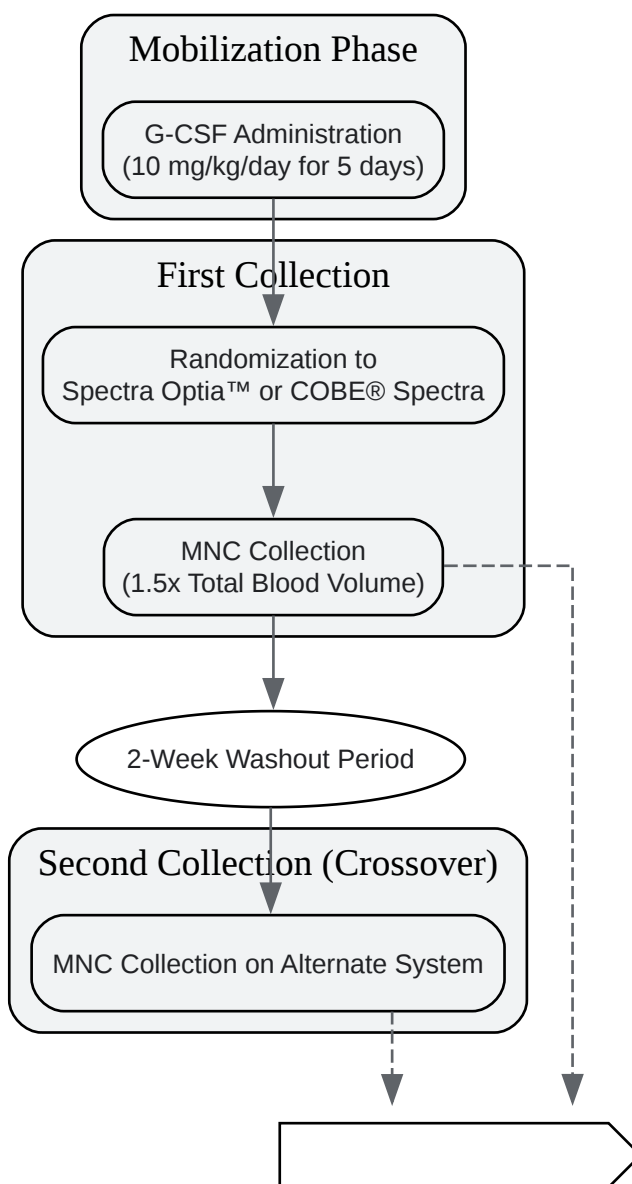 Mobilization Phase
G-CSF Administration
(10 mg/kg/day for 5 days)
First Collection
Randomization to
Spectra Optia™ or COBE® Spectra
MNC Collection
(1.5x Total Blood Volume)
2-Week Washout Period
Second Collection (Crossover)
MNC Collection on Alternate System